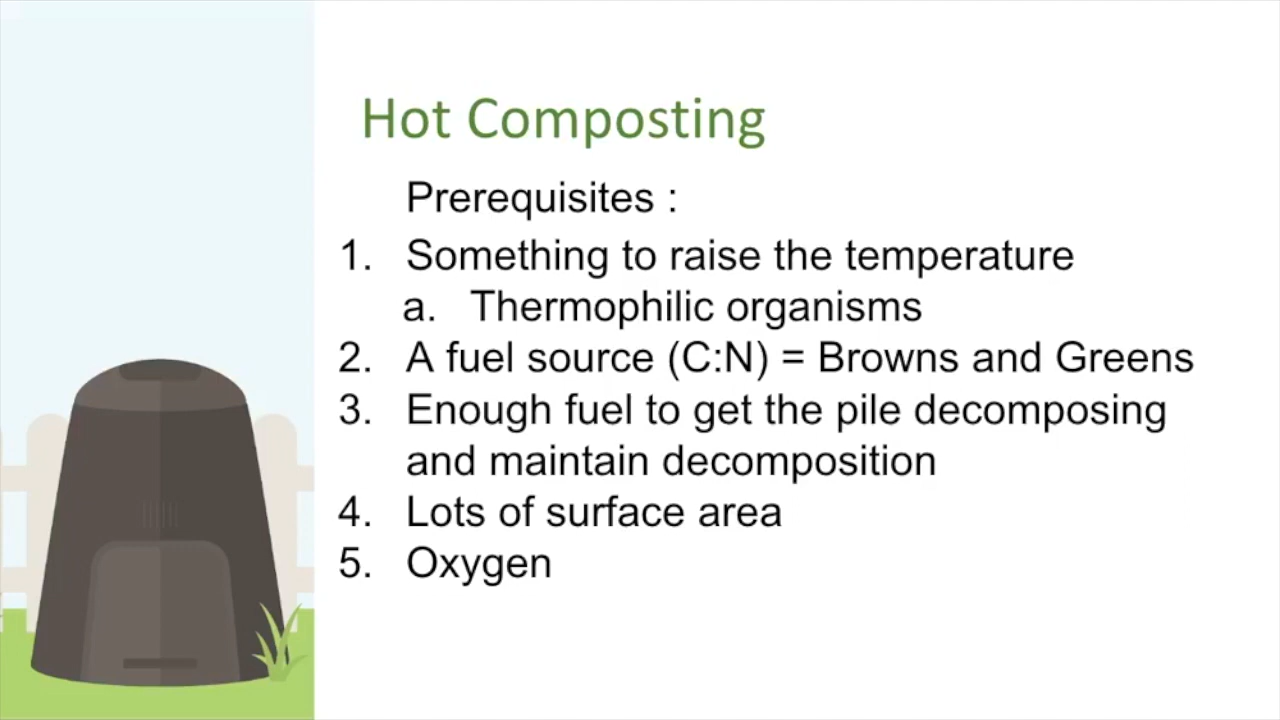 Hot Composting
Prerequisites :
1. Something to raise the temperature
a. Thermophilic organisms
2. A fuel source (C:N) = Browns and Greens
3. Enough fuel to get the pile decomposing
and maintain decomposition
4. Lots of surface area
5. Oxygen